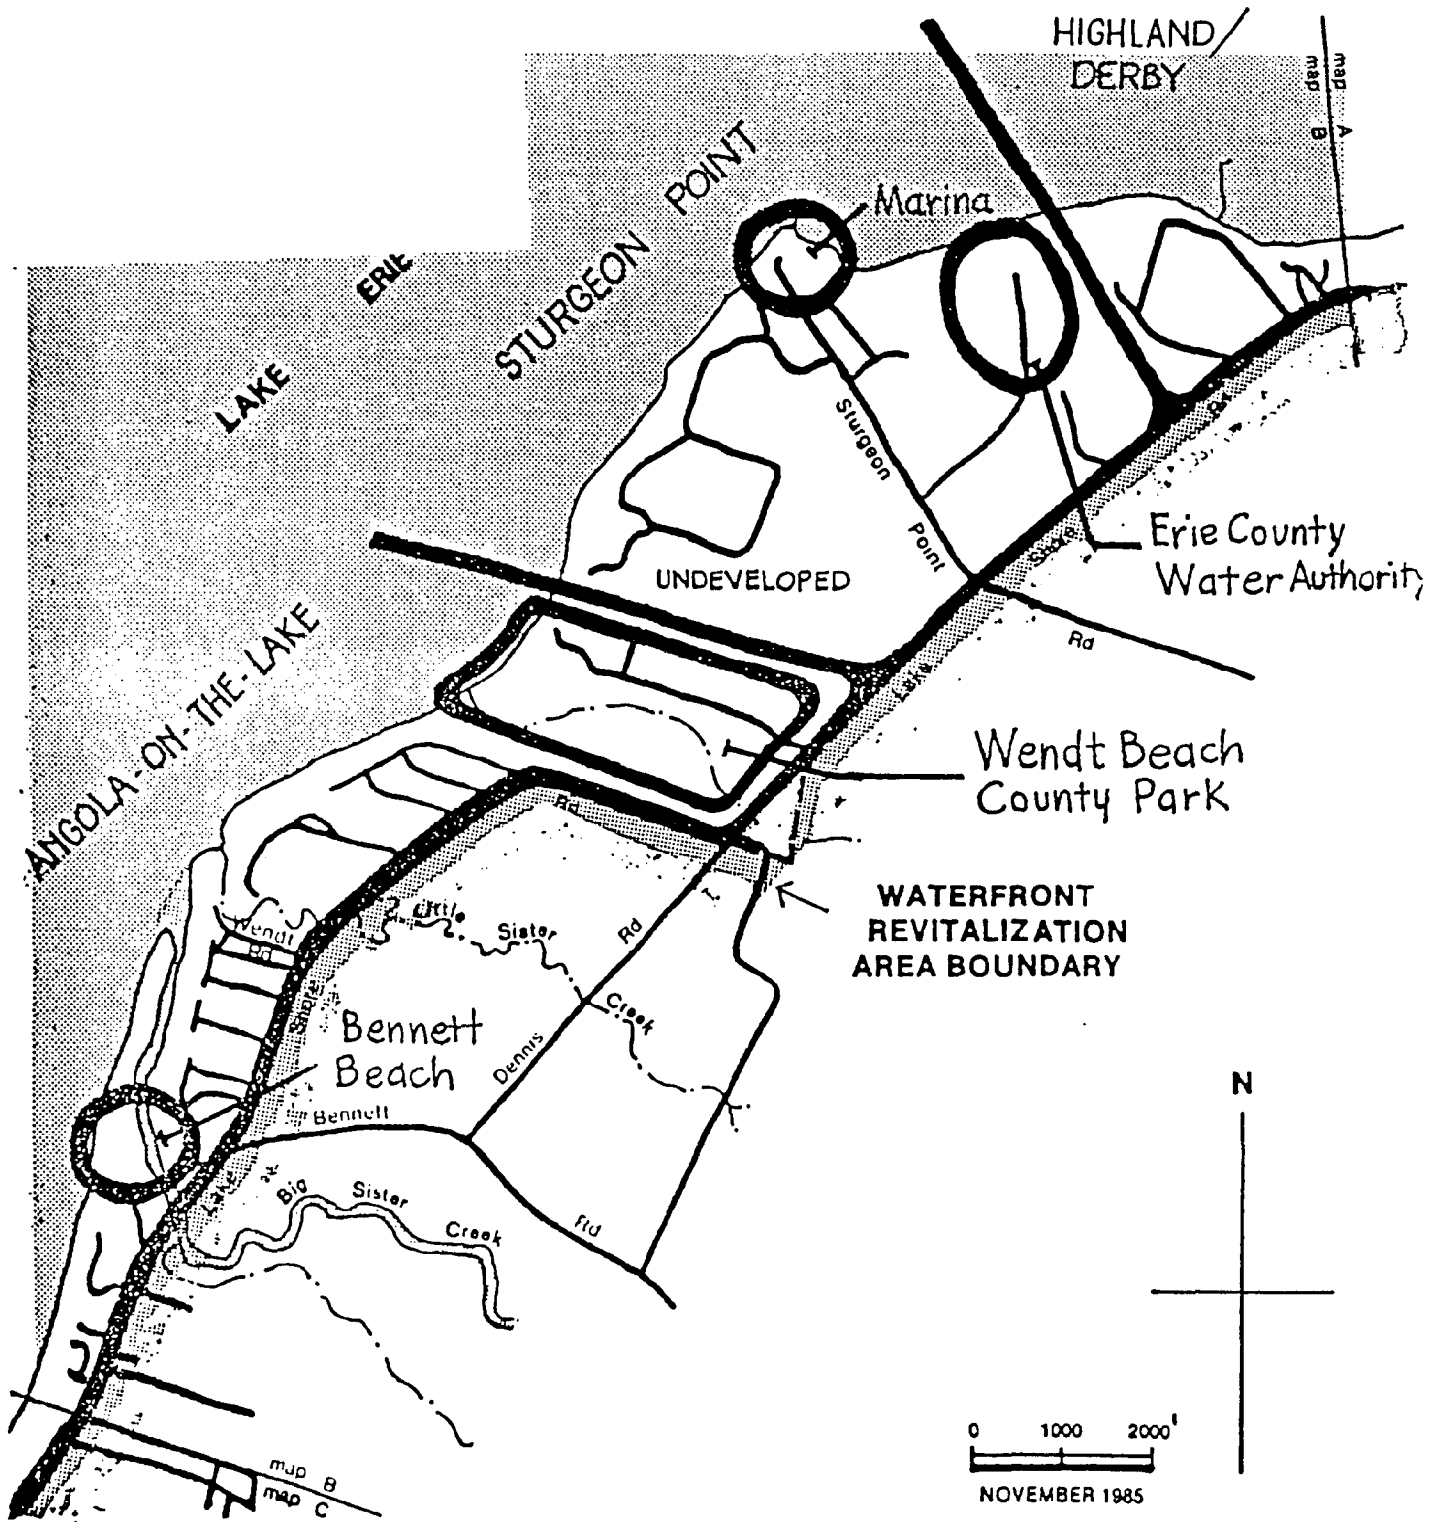 HIGHLAND/
DERBY
map A
map B
STURGEON POINT
Marina
LAKE ERIE
Sturgeon
Point
Rd
Shore
Rd
Lake
Erie County
Water Authority
UNDEVELOPED
ANGOLA-ON-THE-LAKE
Wendt Beach
County Park
Rd
WATERFRONT
REVITALIZATION
AREA BOUNDARY
Wendt
Rd
Little Sister Creek
Dennis Rd
Shore
Bennett
Beach
Bennett Rd
Lake
Big Sister Creek
N
0 1000 2000'
NOVEMBER 1985
map B
map C